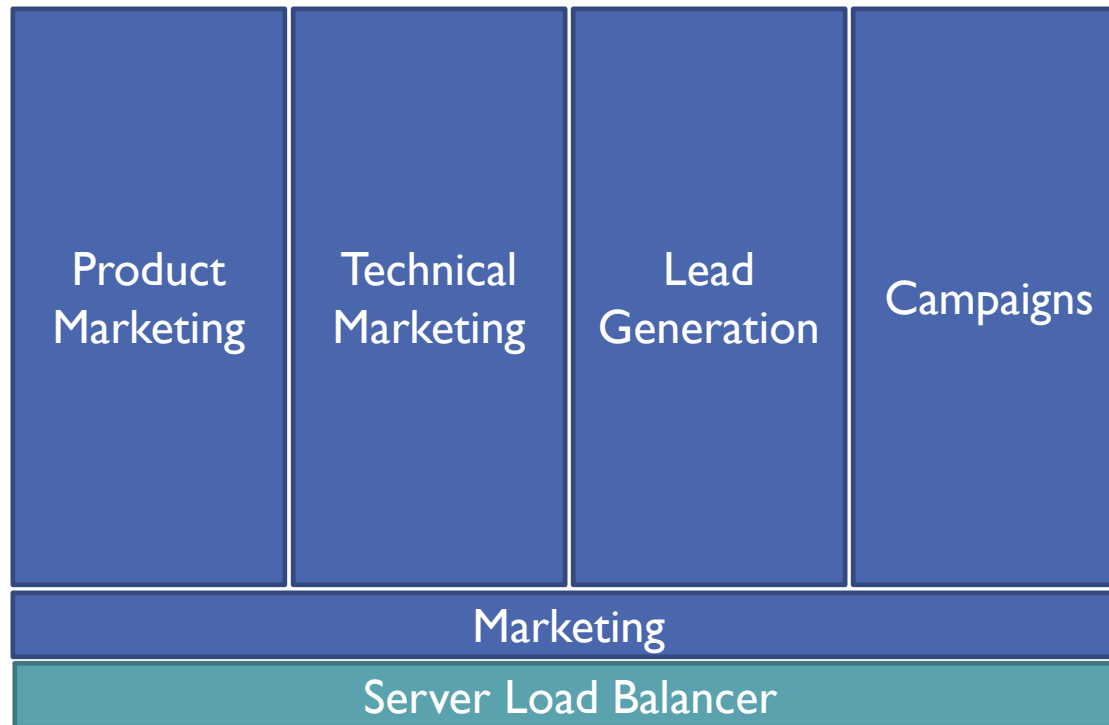 Product
Marketing
Technical
Marketing
Lead
Generation
Campaigns
Marketing
Server Load Balancer